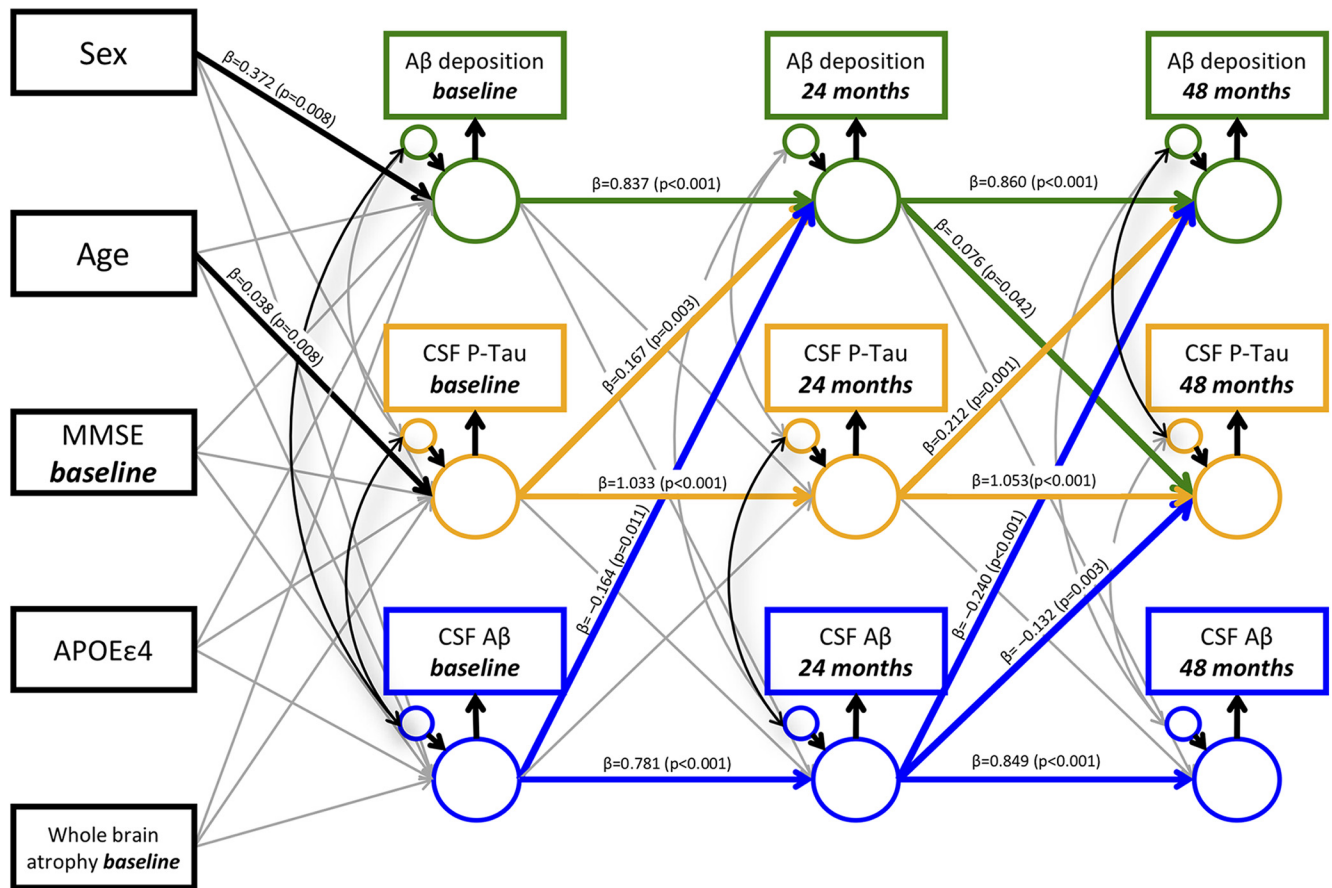 Sex
Age
MMSE
baseline
APOEε4
Whole brain
atrophy baseline
β=0.372 (p=0.008)
β=0.038 (p=0.008)
Aβ deposition
baseline
Aβ deposition
24 months
Aβ deposition
48 months
β=0.837 (p<0.001)
β=0.860 (p<0.001)
β= 0.076 (p=0.042)
β=0.167 (p=0.003)
β=0.212 (p=0.001)
CSF P-Tau
baseline
CSF P-Tau
24 months
CSF P-Tau
48 months
β=1.033 (p<0.001)
β=1.053(p<0.001)
β= −0.164 (p=0.011)
β= −0.240 (p<0.001)
β= −0.132 (p=0.003)
CSF Aβ
baseline
CSF Aβ
24 months
CSF Aβ
48 months
β=0.781 (p<0.001)
β=0.849 (p<0.001)